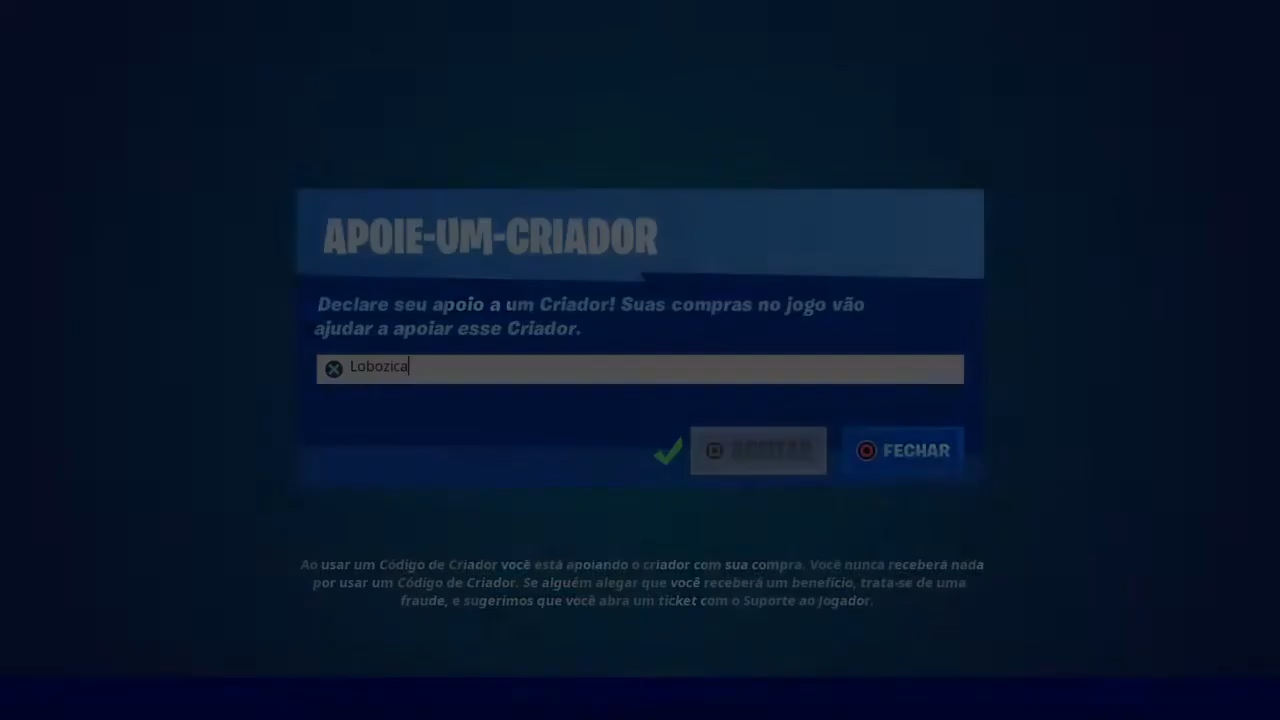 APOIE-UM-CRIADOR
Declare seu apoio a um Criador! Suas compras no jogo vão
ajudar a apoiar esse Criador.
Lobozica
ACEITAR
FECHAR
Ao usar um Código de Criador você está apoiando o criador com sua compra. Você nunca receberá nada
por usar um Código de Criador. Se alguém alegar que você receberá um benefício, trata-se de uma
fraude, e sugerimos que você abra um ticket com o Suporte ao Jogador.